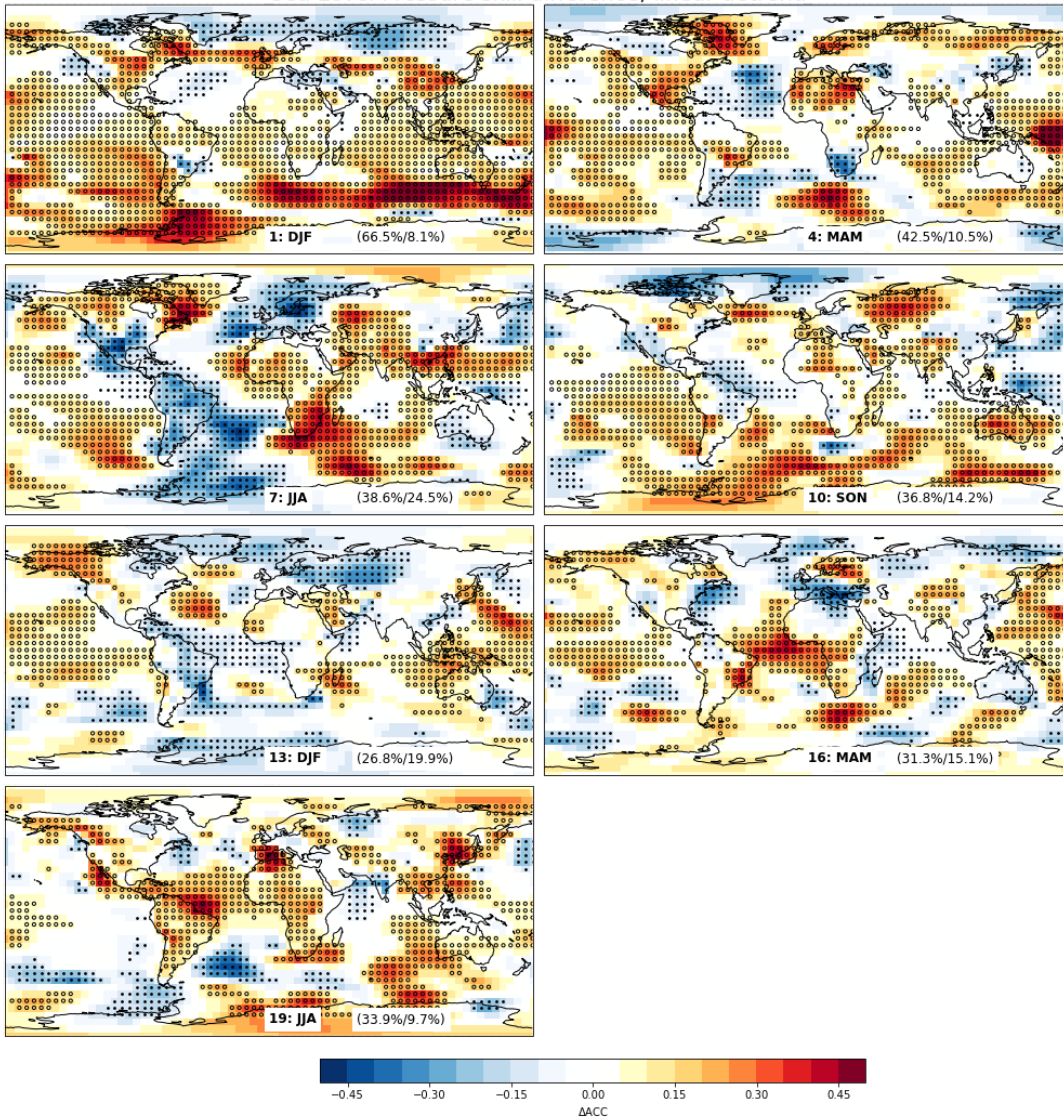 1: DJF (66.5%/8.1%)
4: MAM (42.5%/10.5%)
7: JJA (38.6%/24.5%)
10: SON (36.8%/14.2%)
13: DJF (26.8%/19.9%)
16: MAM (31.3%/15.1%)
19: JJA (33.9%/9.7%)
-0.45 -0.30 -0.15 0.00 0.15 0.30 0.45
ΔACC